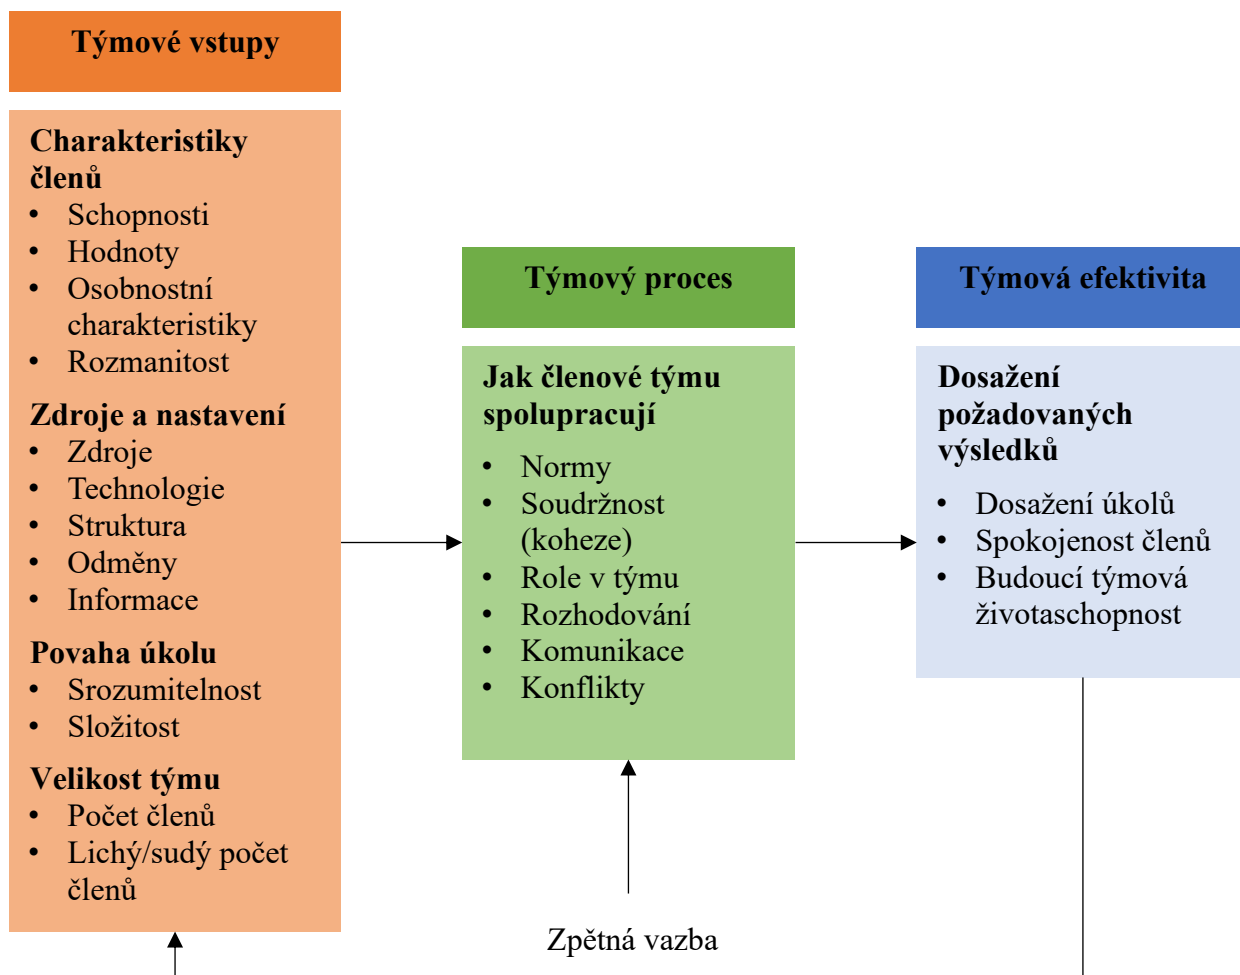 Týmové vstupy
Charakteristiky
členů
• Schopnosti
• Hodnoty
• Osobnostní
charakteristiky
• Rozmanitost
Zdroje a nastavení
• Zdroje
• Technologie
• Struktura
• Odměny
• Informace
Povaha úkolu
• Srozumitelnost
• Složitost
Velikost týmu
• Počet členů
• Lichý/sudý počet
členů
Týmový proces
Jak členové týmu
spolupracují
• Normy
• Soudržnost
(koheze)
• Role v týmu
• Rozhodování
• Komunikace
• Konflikty
Týmová efektivita
Dosažení
požadovaných
výsledků
• Dosažení úkolů
• Spokojenost členů
• Budoucí týmová
životaschopnost
Zpětná vazba